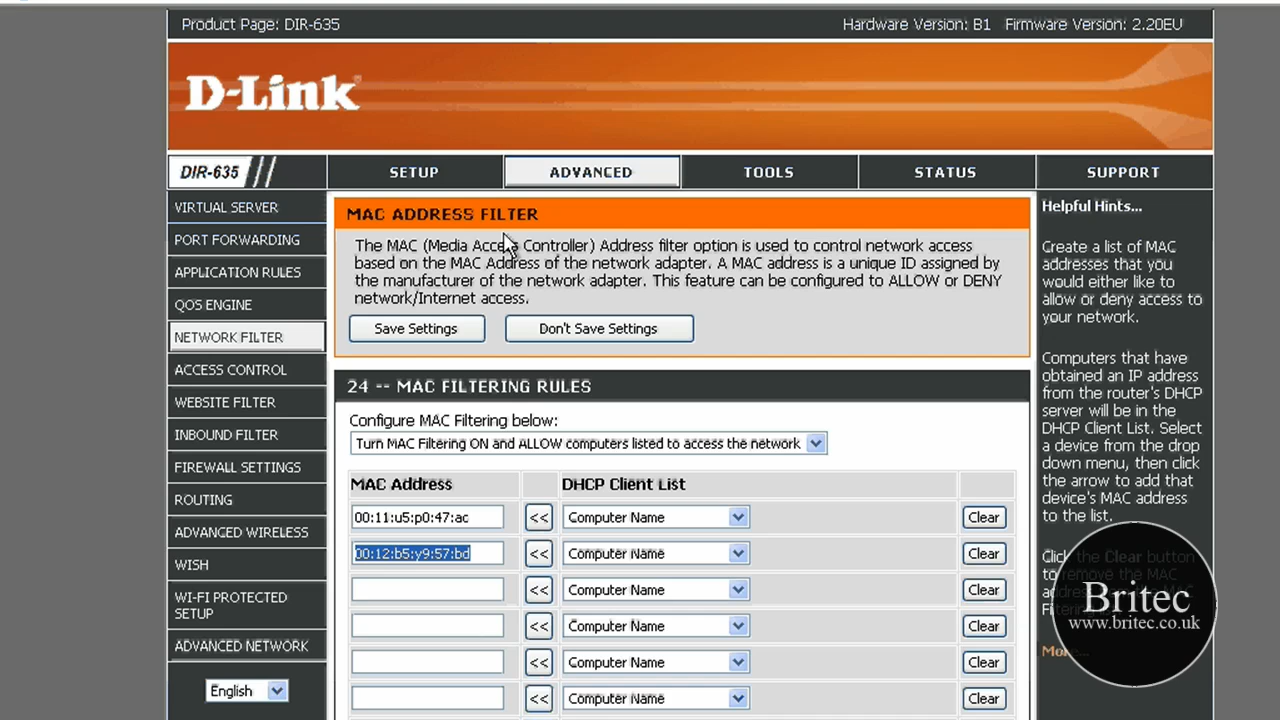 Product Page: DIR-635
Hardware Version: B1 Firmware Version: 2.20EU
D-Link
DIR-635
SETUP
ADVANCED
TOOLS
STATUS
SUPPORT
VIRTUAL SERVER
PORT FORWARDING
APPLICATION RULES
QOS ENGINE
NETWORK FILTER
ACCESS CONTROL
WEBSITE FILTER
INBOUND FILTER
FIREWALL SETTINGS
ROUTING
ADVANCED WIRELESS
WISH
WI-FI PROTECTED
SETUP
ADVANCED NETWORK
English
MAC ADDRESS FILTER
The MAC (Media Access Controller) Address filter option is used to control network access
based on the MAC Address of the network adapter. A MAC address is a unique ID assigned by
the manufacturer of the network adapter. This feature can be configured to ALLOW or DENY
network/Internet access.
Save Settings
Don't Save Settings
24 -- MAC FILTERING RULES
Configure MAC Filtering below:
Turn MAC Filtering ON and ALLOW computers listed to access the network
MAC Address
DHCP Client List
00:11:u5:p0:47:ac << Computer Name Clear
00:12:b5:y9:57:bd << Computer Name Clear
<< Computer Name Clear
<< Computer Name Clear
<< Computer Name Clear
<< Computer Name Clear
Helpful Hints...
Create a list of MAC
addresses that you
would either like to
allow or deny access to
your network.
Computers that have
obtained an IP address
from the router's DHCP
server will be in the
DHCP Client List. Select
a device from the drop
down menu, then click
the arrow to add that
device's MAC address
to the list.
Click the Clear button
to remove the MAC
Britec
www.britec.co.uk